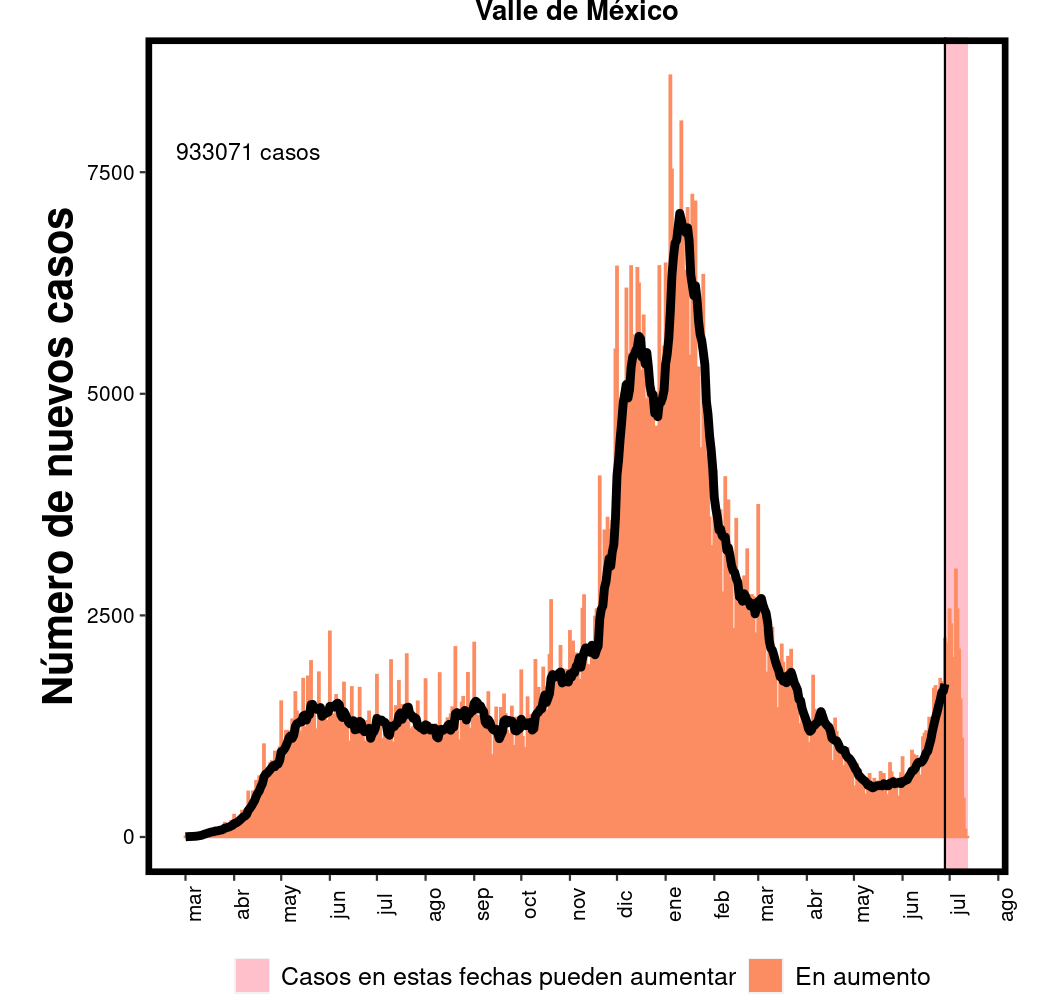 Valle de México
933071 casos
Número de nuevos casos
7500
5000
2500
0
mar
abr
may
jun
jul
ago
sep
oct
nov
dic
ene
feb
mar
abr
may
jun
jul
ago
Casos en estas fechas pueden aumentar
En aumento